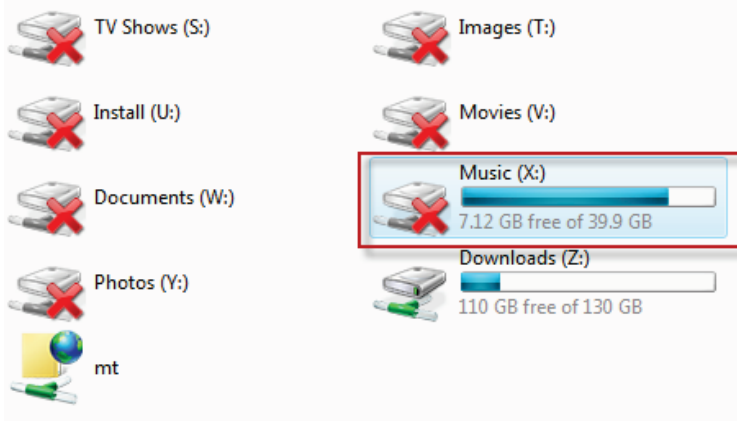 TV Shows (S:)
Images (T:)
Install (U:)
Movies (V:)
Documents (W:)
Music (X:)
7.12 GB free of 39.9 GB
Photos (Y:)
Downloads (Z:)
110 GB free of 130 GB
mt